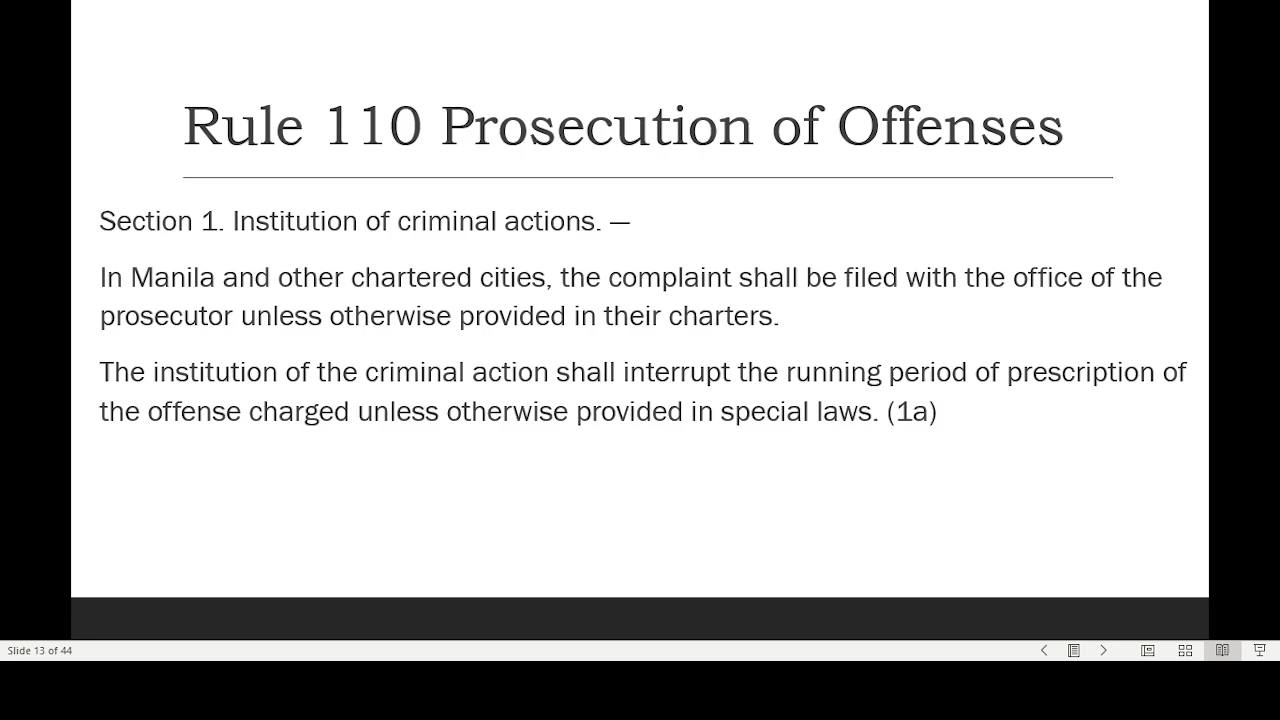 Rule 110 Prosecution of Offenses
Section 1. Institution of criminal actions. —
In Manila and other chartered cities, the complaint shall be filed with the office of the
prosecutor unless otherwise provided in their charters.
The institution of the criminal action shall interrupt the running period of prescription of
the offense charged unless otherwise provided in special laws. (1a)
Slide 13 of 44